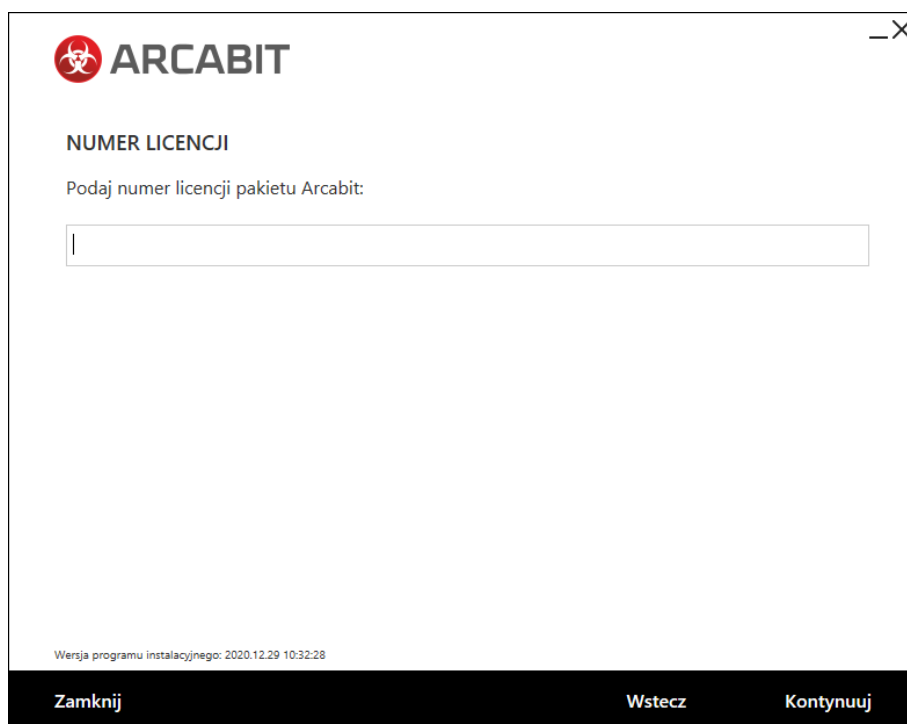 ARCABIT
NUMER LICENCJI
Podaj numer licencji pakietu Arcabit:
Wersja programu instalacyjnego: 2020.12.29 10:32:28
Zamknij Wstecz Kontynuuj